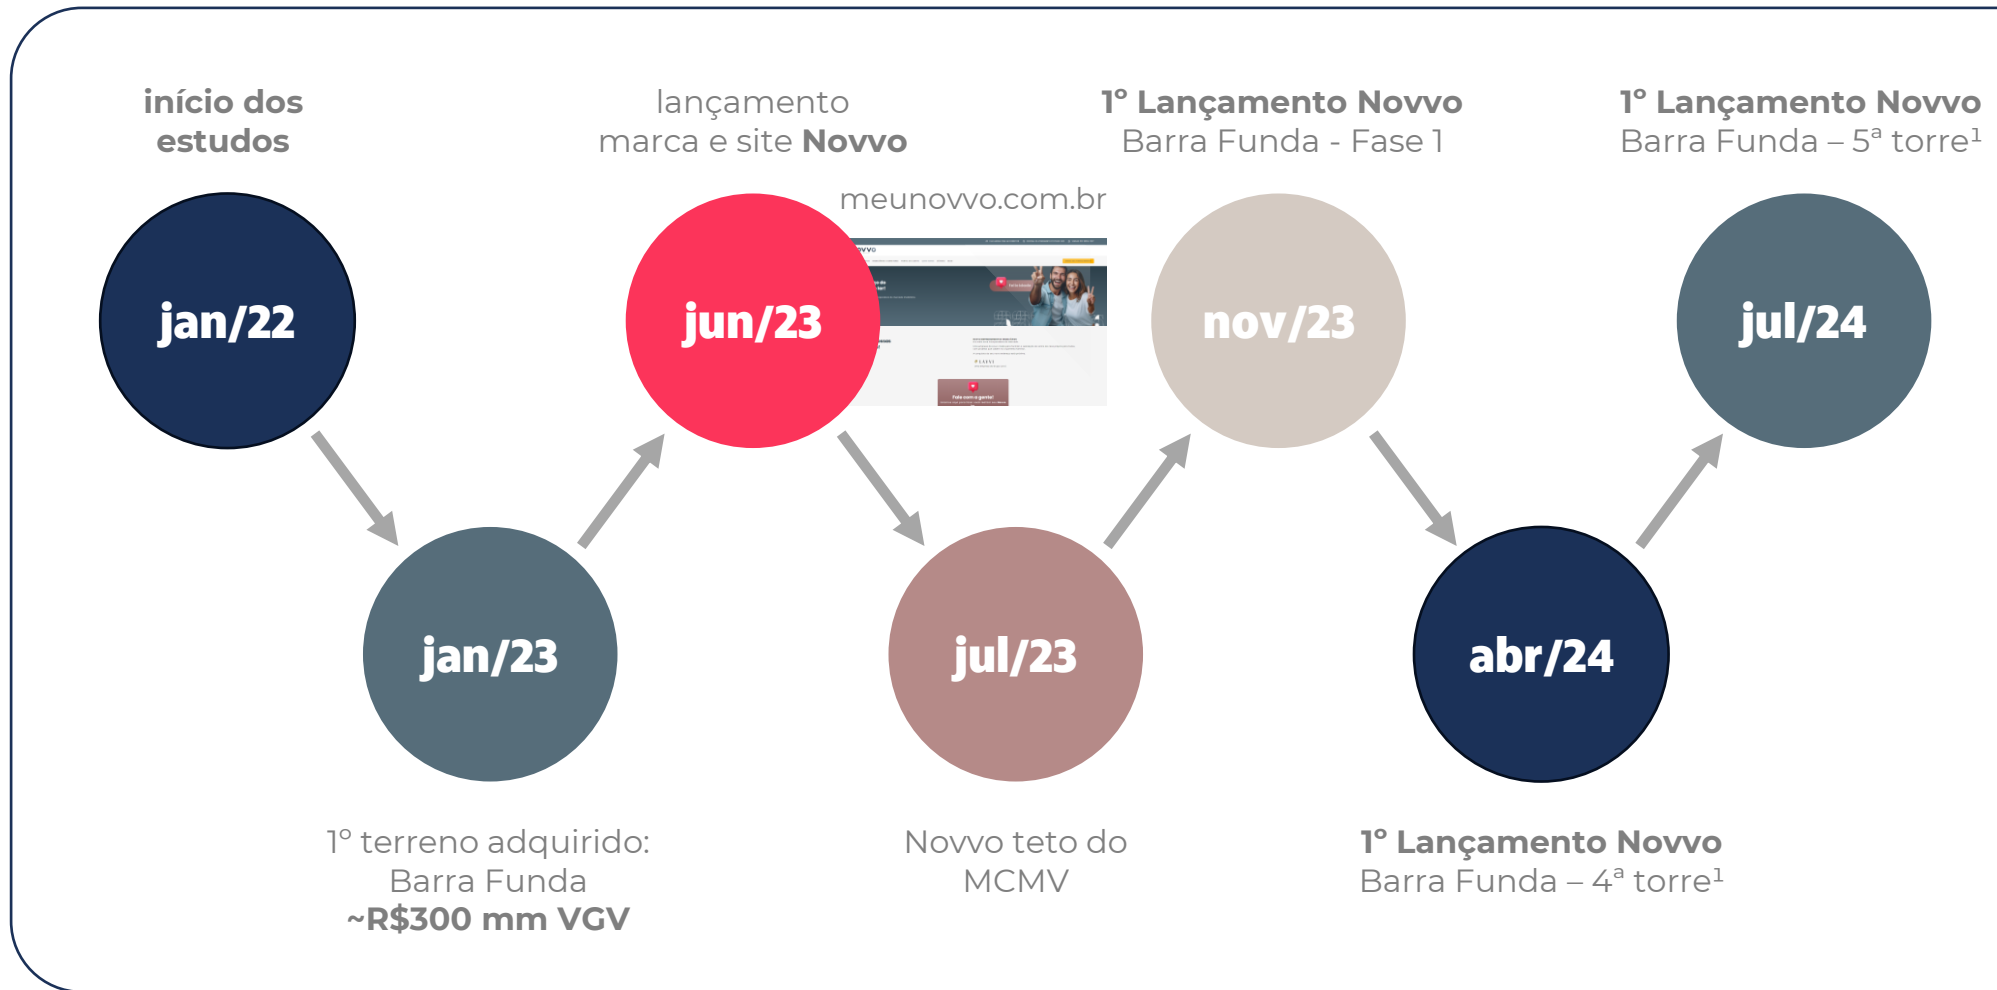 início dos
estudos
jan/22
1º terreno adquirido:
Barra Funda
~R$300 mm VGV
jan/23
lançamento
marca e site Novvo
meunovvo.com.br
jun/23
Fale com a gente!
Novvo teto do
MCMV
jul/23
1º Lançamento Novvo
Barra Funda - Fase 1
nov/23
1º Lançamento Novvo
Barra Funda – 4ª torre¹
abr/24
1º Lançamento Novvo
Barra Funda – 5ª torre¹
jul/24